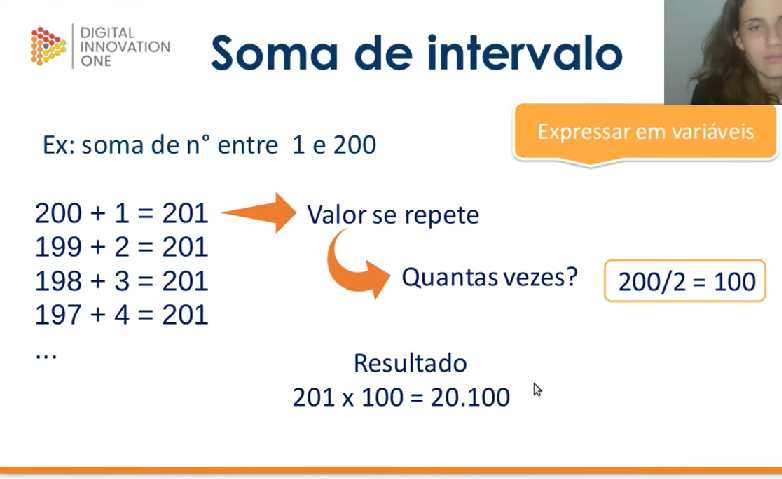 DIGITAL
INNOVATION
ONE
Soma de intervalo
Expressar em variáveis
Ex: soma de n° entre 1 e 200
200 + 1 = 201
Valor se repete
199 + 2 = 201
198 + 3 = 201
Quantas vezes?
200/2 = 100
197 + 4 = 201
...
Resultado
201 x 100 = 20.100